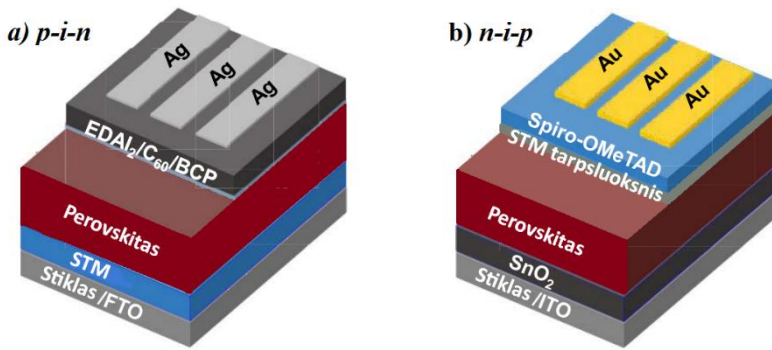 a) p-i-n
Ag
Ag
Ag
EDAI₂/C₆₀/BCP
Perovskitas
STM
Stiklas /FTO
b) n-i-p
Au
Au
Au
Spiro-OMeTAD
STM tarpsluoksnis
Perovskitas
SnO₂
Stiklas /ITO